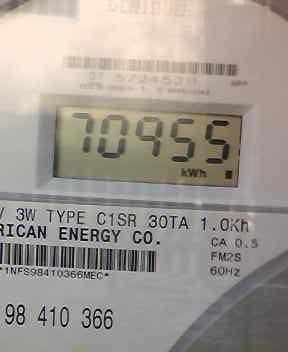 70955
kWh
3W TYPE C1SR 30TA 1.0Kh
RICAN ENERGY CO.
CA 0.5
FM2S
60Hz
*1NFS98410366MEC*
98 410 366